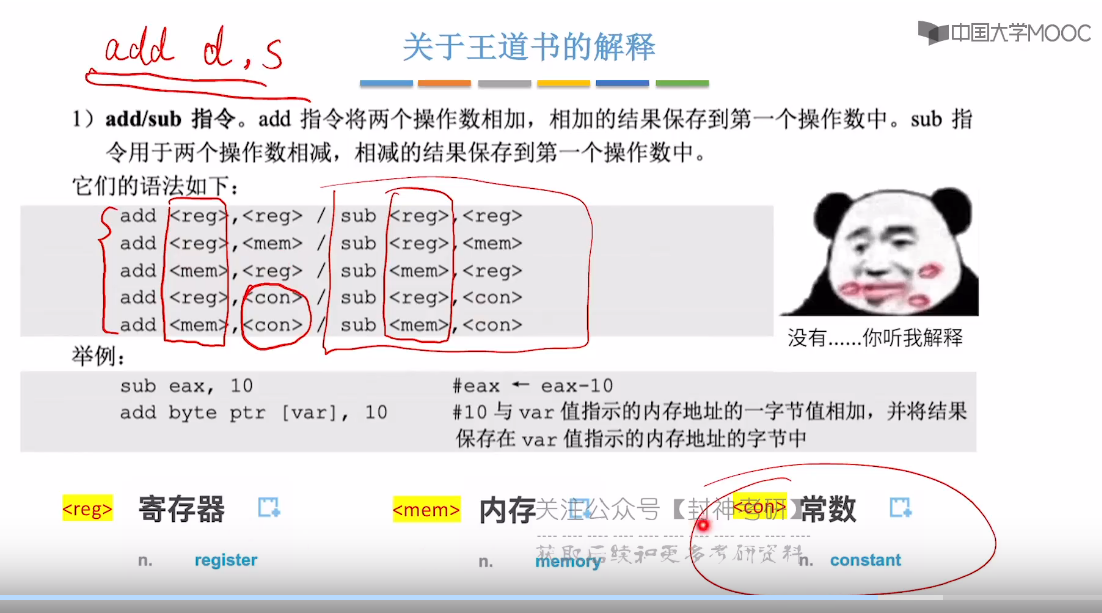 中国大学MOOC
add d,s
关于王道书的解释
1）add/sub 指令。add 指令将两个操作数相加，相加的结果保存到第一个操作数中。sub 指
令用于两个操作数相减，相减的结果保存到第一个操作数中。
它们的语法如下：
add <reg>,<reg> / sub <reg>,<reg>
add <reg>,<mem> / sub <reg>,<mem>
add <mem>,<reg> / sub <mem>,<reg>
add <reg>,<con> / sub <reg>,<con>
add <mem>,<con> / sub <mem>,<con>
没有......你听我解释
举例：
sub eax, 10 #eax ← eax-10
add byte ptr [var], 10 #10 与 var 值指示的内存地址的一字节值相加，并将结果
保存在 var 值指示的内存地址的字节中
<reg> 寄存器 <mem> 内存 <con> 常数
关注公众号【封神考研】
获取后续和更多考研资料
n. register n. memory n. constant